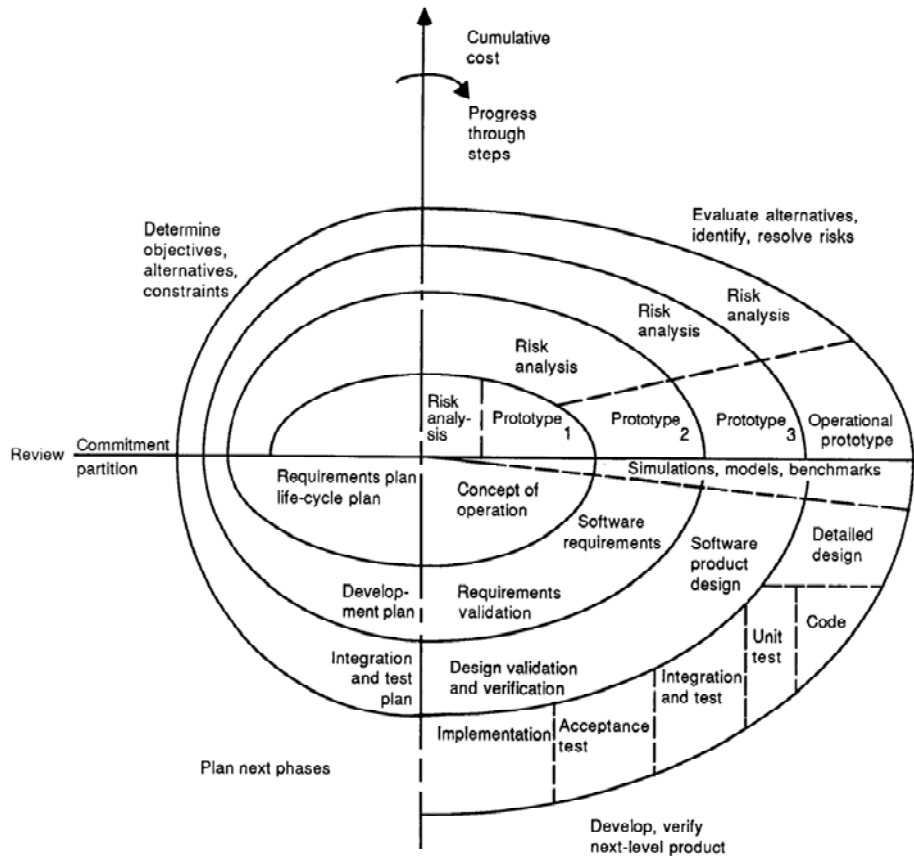 Cumulative
cost
Progress
through
steps
Determine
objectives,
alternatives,
constraints
Evaluate alternatives,
identify, resolve risks
Risk
analysis
Risk
analysis
Risk
analysis
Risk
analy-
sis
Prototype
1
Prototype
2
Prototype
3
Operational
prototype
Review
Commitment
partition
Simulations, models, benchmarks
Requirements plan
life-cycle plan
Concept of
operation
Software
requirements
Software
product
design
Detailed
design
Develop-
ment plan
Requirements
validation
Code
Unit
test
Integration
and test
plan
Design validation
and verification
Integration
and test
Acceptance
test
Implementation
Plan next phases
Develop, verify
next-level product